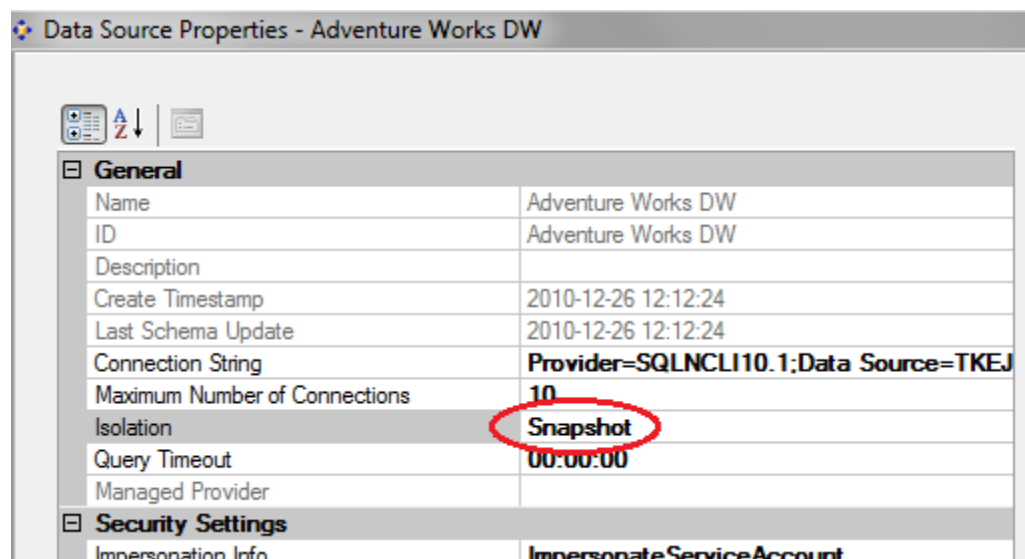 Data Source Properties - Adventure Works DW
A
Z
General
Name Adventure Works DW
ID Adventure Works DW
Description
Create Timestamp 2010-12-26 12:12:24
Last Schema Update 2010-12-26 12:12:24
Connection String Provider=SQLNCLI10.1;Data Source=TKEJ
Maximum Number of Connections 10
Isolation Snapshot
Query Timeout 00:00:00
Managed Provider
Security Settings
Impersonation Info ImpersonateServiceAccount